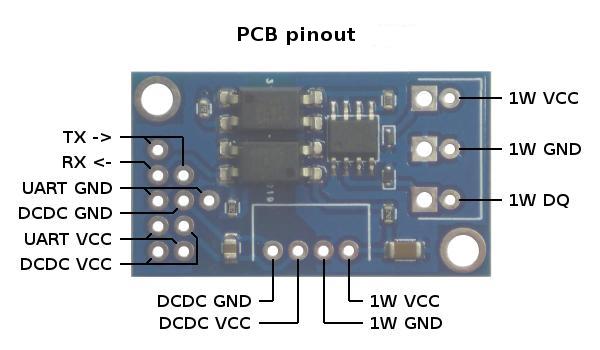 PCB pinout
1W VCC
TX ->
RX <-
1W GND
UART GND
DCDC GND
1W DQ
UART VCC
DCDC VCC
DCDC GND
1W VCC
DCDC VCC
1W GND